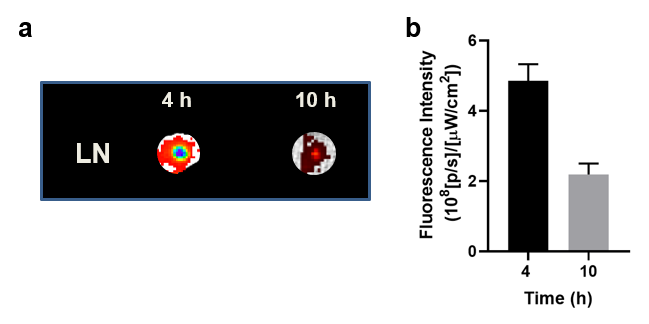 a
4 h 10 h
LN
b
Fluorescence Intensity
(10⁸[p/s]/[μW/cm²])
6
4
2
0
4 10
Time (h)